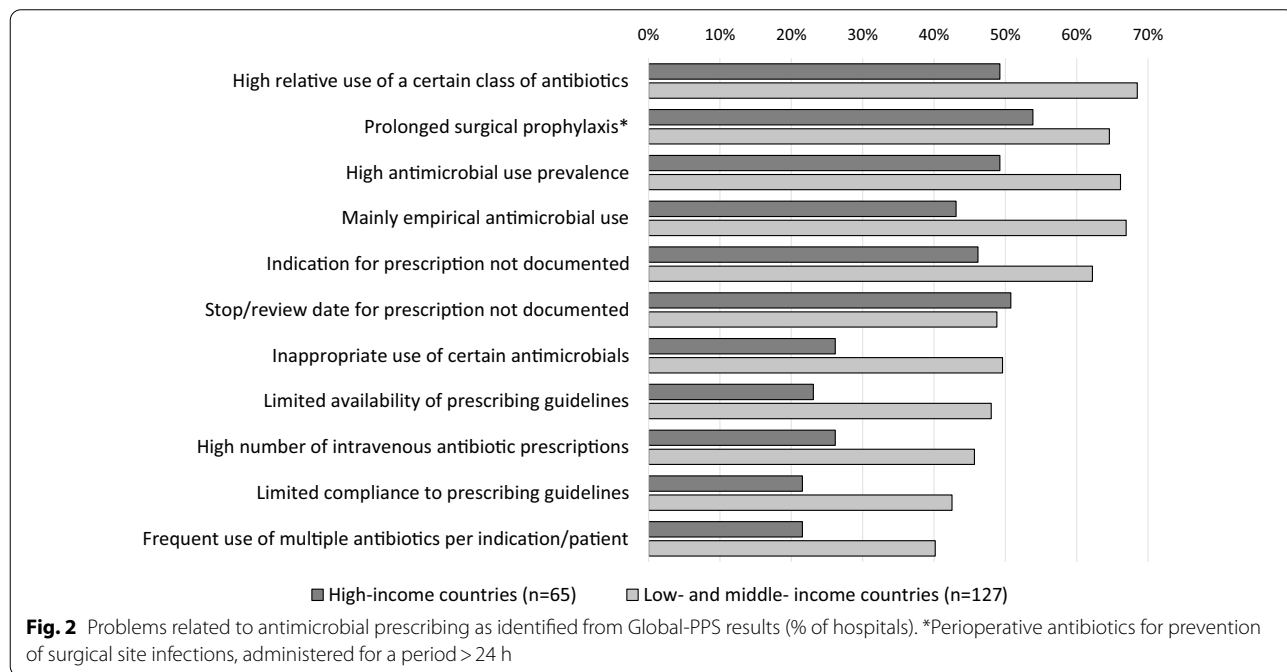 0% 10% 20% 30% 40% 50% 60% 70%
High relative use of a certain class of antibiotics
Prolonged surgical prophylaxis*
High antimicrobial use prevalence
Mainly empirical antimicrobial use
Indication for prescription not documented
Stop/review date for prescription not documented
Inappropriate use of certain antimicrobials
Limited availability of prescribing guidelines
High number of intravenous antibiotic prescriptions
Limited compliance to prescribing guidelines
Frequent use of multiple antibiotics per indication/patient
High-income countries (n=65) Low- and middle- income countries (n=127)
Fig. 2 Problems related to antimicrobial prescribing as identified from Global-PPS results (% of hospitals). *Perioperative antibiotics for prevention
of surgical site infections, administered for a period > 24 h